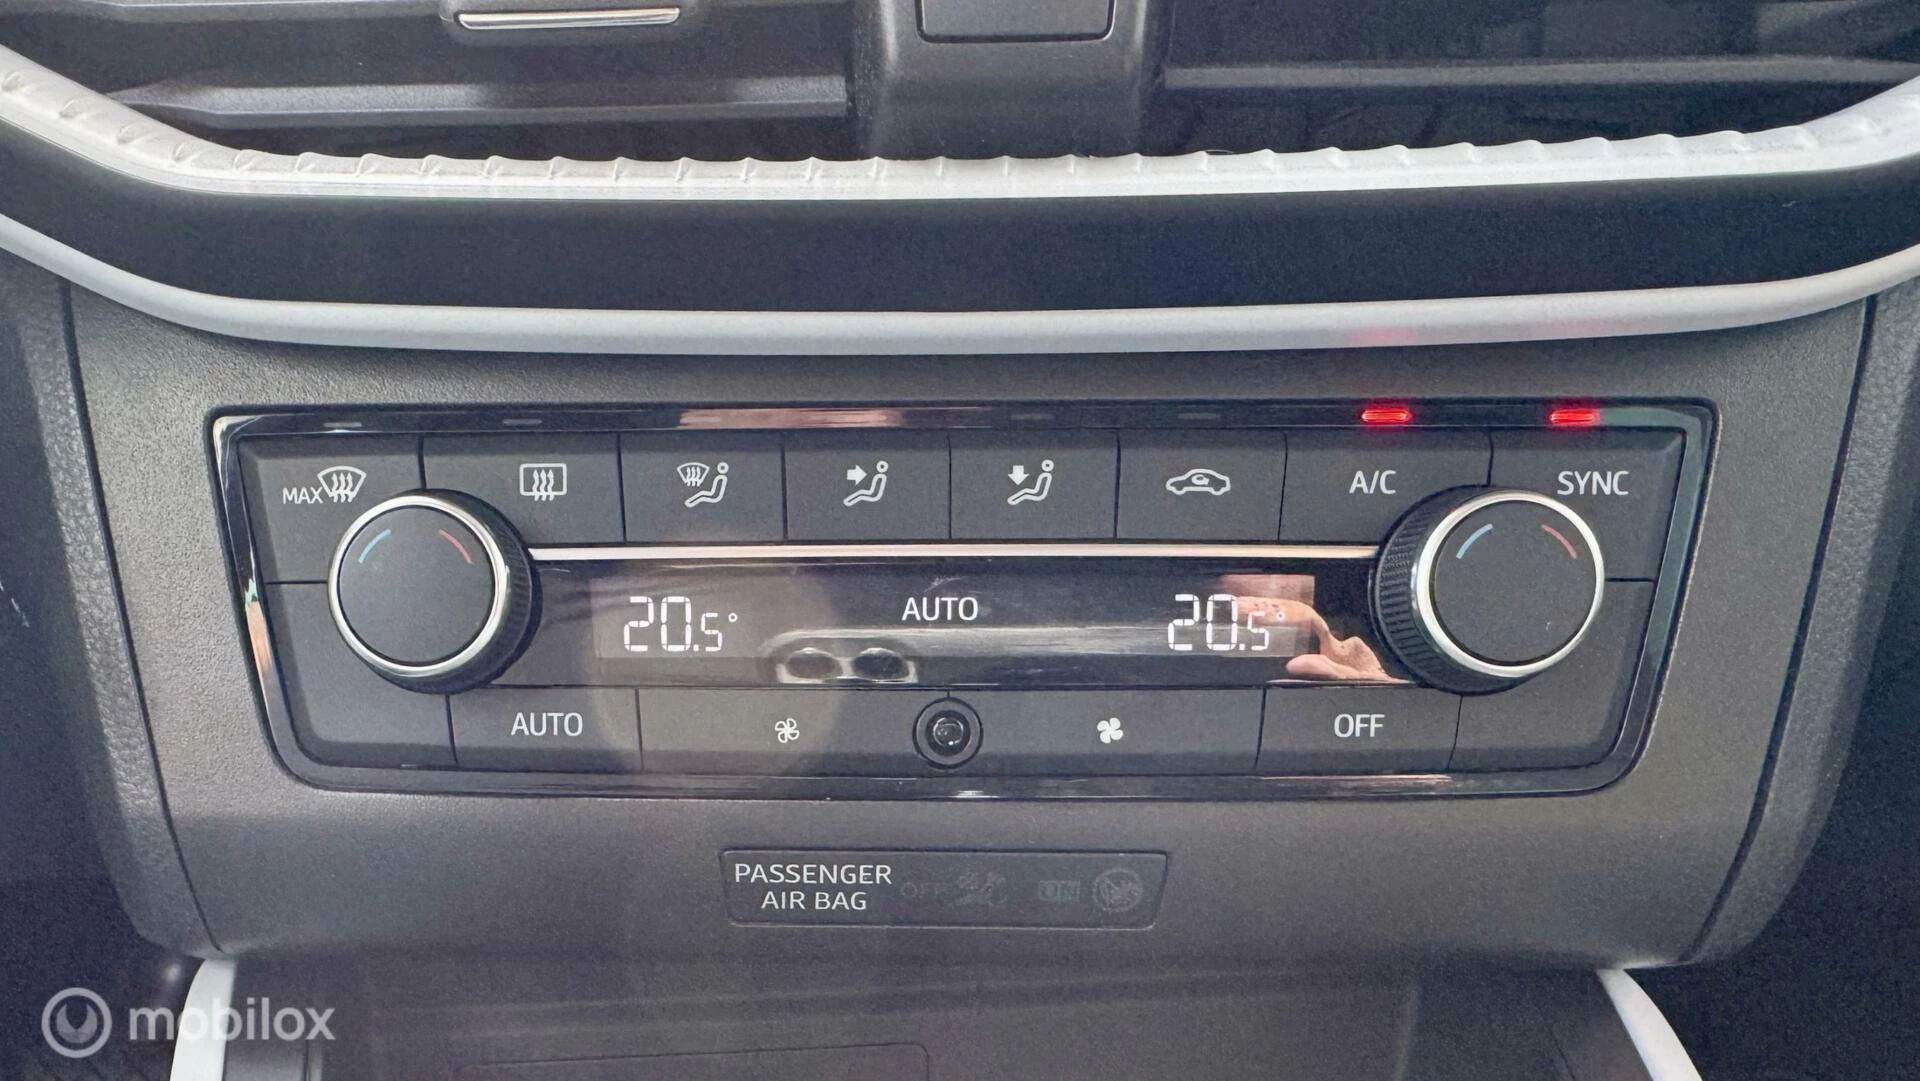 MAX
A/C
SYNC
20.5°
AUTO
20.5°
AUTO
OFF
PASSENGER
AIR BAG
OFF
ON
mobilox